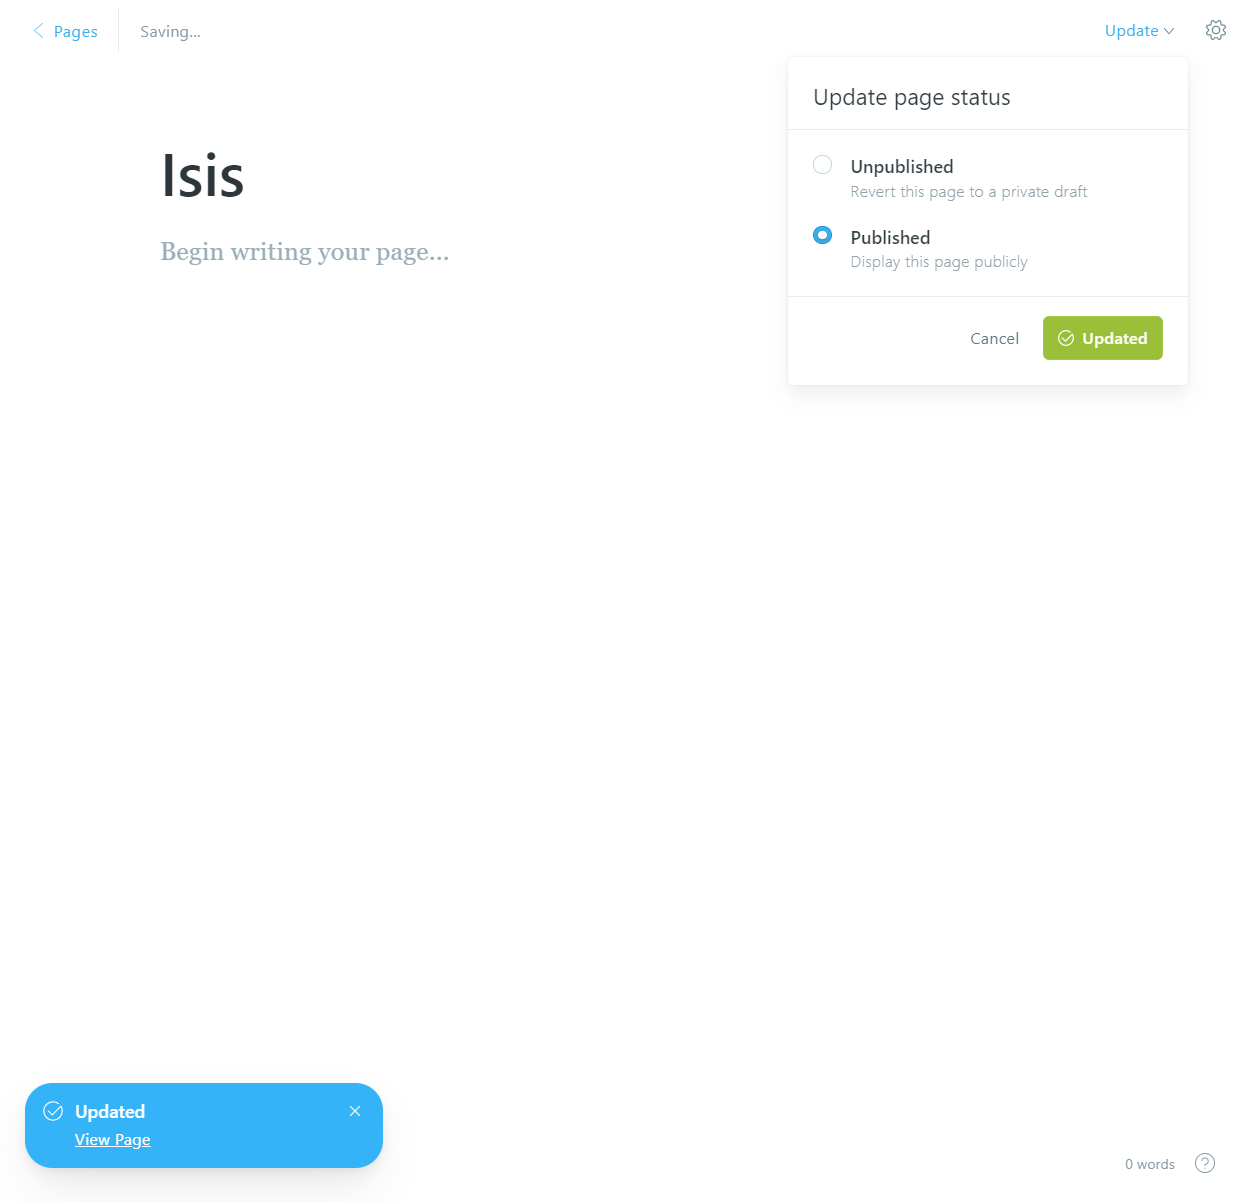 Pages
Saving...
Update
Update page status
Isis
Unpublished
Revert this page to a private draft
Begin writing your page...
Published
Display this page publicly
Cancel
Updated
Updated
View Page
0 words
?